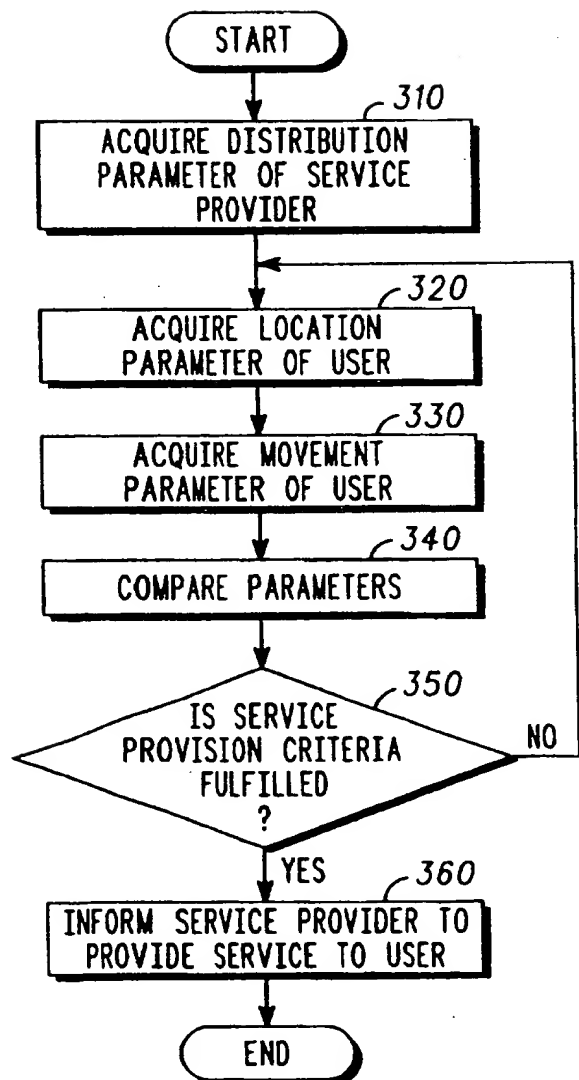 START
310
ACQUIRE DISTRIBUTION
PARAMETER OF SERVICE
PROVIDER
320
ACQUIRE LOCATION
PARAMETER OF USER
330
ACQUIRE MOVEMENT
PARAMETER OF USER
340
COMPARE PARAMETERS
350
IS SERVICE
PROVISION CRITERIA
FULFILLED
?
NO
YES
360
INFORM SERVICE PROVIDER TO
PROVIDE SERVICE TO USER
END